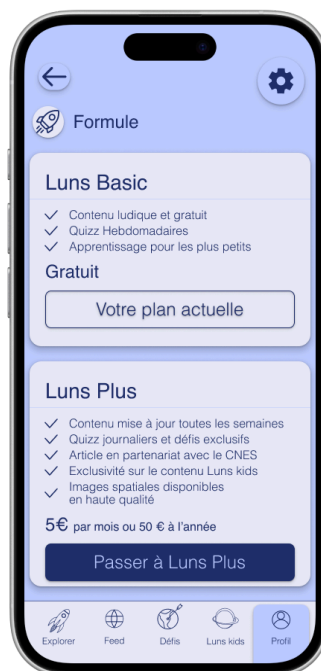 Formule
Luns Basic
Contenu ludique et gratuit
Quizz Hebdomadaires
Apprentissage pour les plus petits
Gratuit
Votre plan actuelle
Luns Plus
Contenu mise à jour toutes les semaines
Quizz journaliers et défis exclusifs
Article en partenariat avec le CNES
Exclusivité sur le contenu Luns kids
Images spatiales disponibles
en haute qualité
5€ par mois ou 50 € à l'année
Passer à Luns Plus
Explorer Feed Défis Luns kids Profil